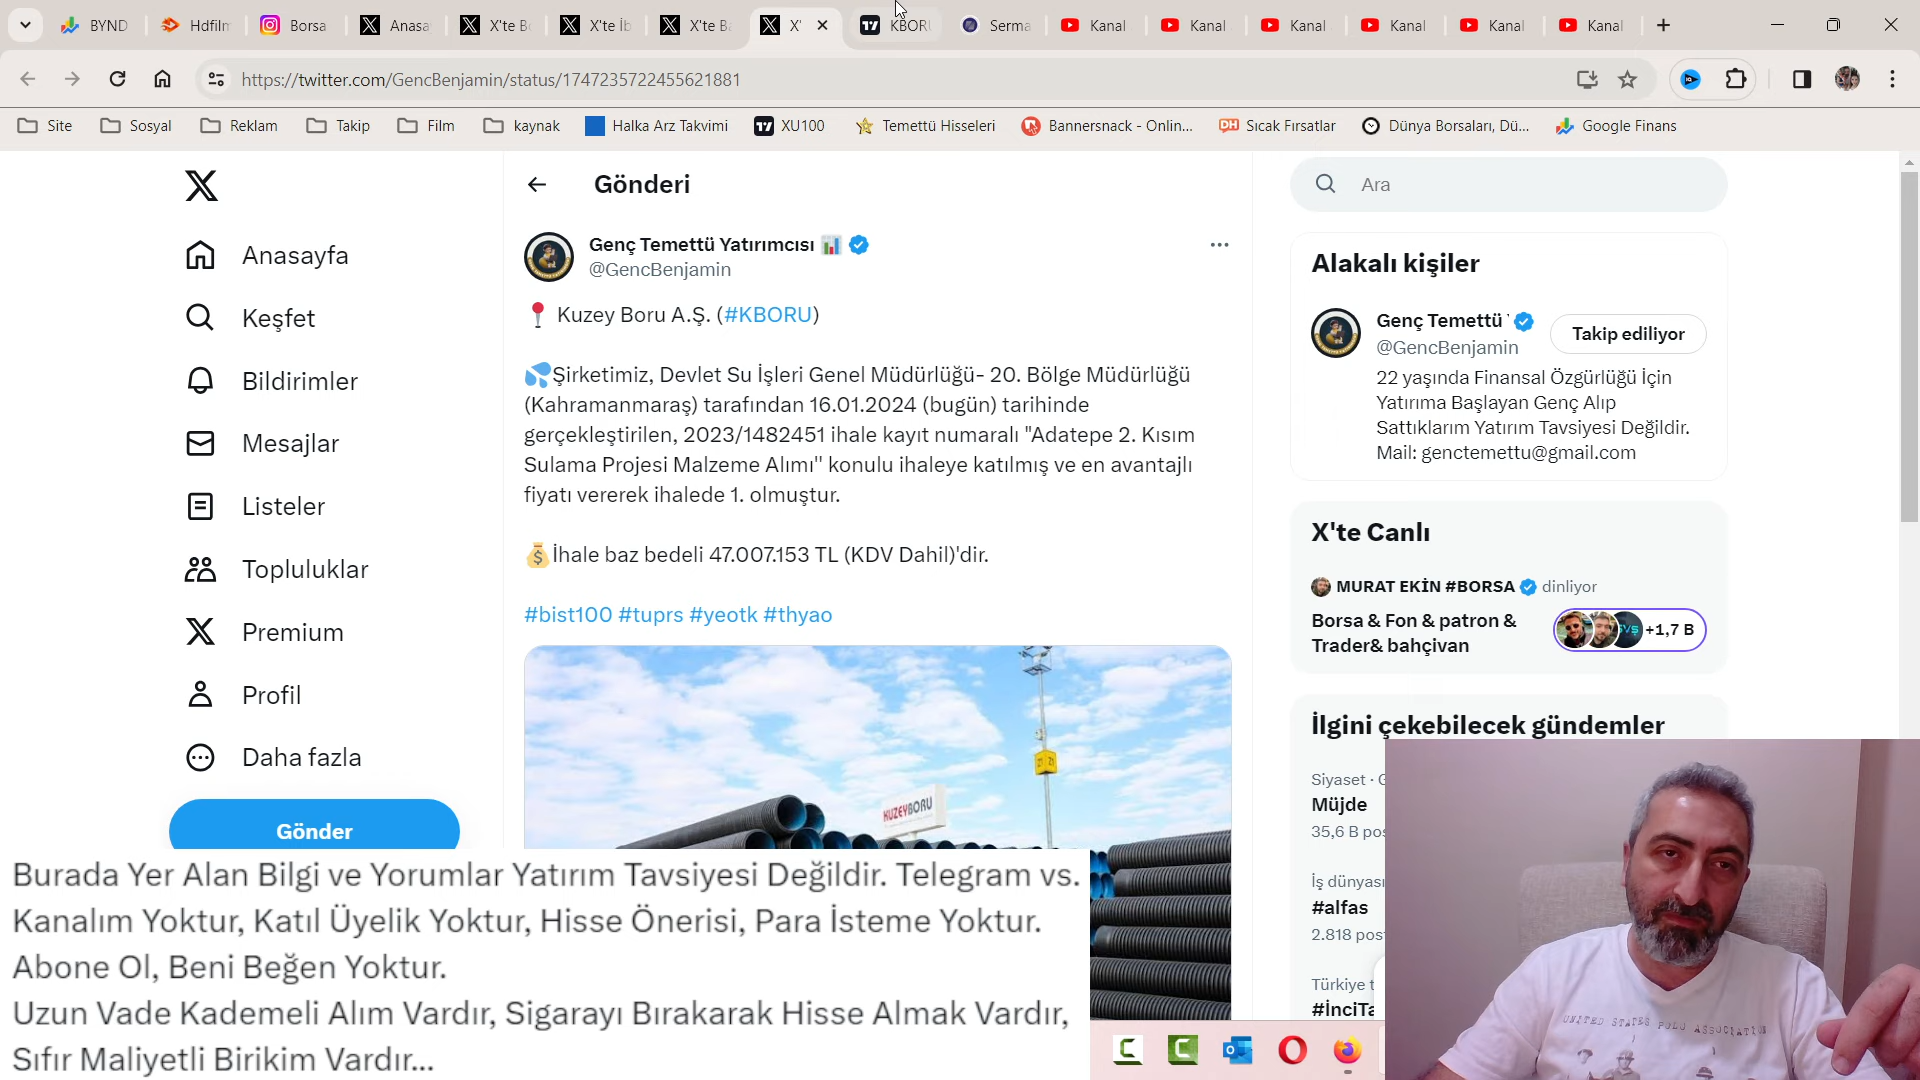 BYND
Hdfilm
Borsa
Anasa
X'te B
X'te İb
X'te Ba
X'
KBORU
Serma
Kanal
Kanal
Kanal
Kanal
Kanal
Kanal
https://twitter.com/GencBenjamin/status/1747235722455621881
Site
Sosyal
Reklam
Takip
Film
kaynak
Halka Arz Takvimi
XU100
Temettü Hisseleri
Bannersnack - Onlin...
DH Sıcak Fırsatlar
Dünya Borsaları, Dü...
Google Finans
Anasayfa
Keşfet
Bildirimler
Mesajlar
Listeler
Topluluklar
Premium
Profil
Daha fazla
Gönder
Gönderi
Genç Temettü Yatırımcısı
@GencBenjamin
Kuzey Boru A.Ş. (#KBORU)
Şirketimiz, Devlet Su İşleri Genel Müdürlüğü- 20. Bölge Müdürlüğü
(Kahramanmaraş) tarafından 16.01.2024 (bugün) tarihinde
gerçekleştirilen, 2023/1482451 ihale kayıt numaralı "Adatepe 2. Kısım
Sulama Projesi Malzeme Alımı'' konulu ihaleye katılmış ve en avantajlı
fiyatı vererek ihalede 1. olmuştur.
İhale baz bedeli 47.007.153 TL (KDV Dahil)'dir.
#bist100 #tuprs #yeotk #thyao
KUZEYBORU
Ara
Alakalı kişiler
Genç Temettü
@GencBenjamin
Takip ediliyor
22 yaşında Finansal Özgürlüğü İçin
Yatırıma Başlayan Genç Alıp
Sattıklarım Yatırım Tavsiyesi Değildir.
Mail: genctemettu@gmail.com
X'te Canlı
MURAT EKİN #BORSA dinliyor
Borsa & Fon & patron &
Trader& bahçivan
+1,7 B
İlgini çekebilecek gündemler
Siyaset · G
Müjde
35,6 B pos
İş dünyası
#alfas
2.818 post
Türkiye t
#İnciTa
UNITED STATES POLO ASSOCIATION
Burada Yer Alan Bilgi ve Yorumlar Yatırım Tavsiyesi Değildir. Telegram vs.
Kanalım Yoktur, Katıl Üyelik Yoktur, Hisse Önerisi, Para İsteme Yoktur.
Abone Ol, Beni Beğen Yoktur.
Uzun Vade Kademeli Alım Vardır, Sigarayı Bırakarak Hisse Almak Vardır,
Sıfır Maliyetli Birikim Vardır...